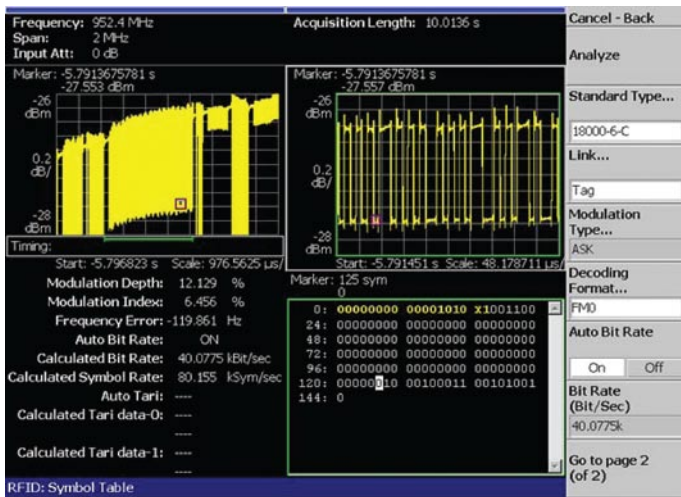 Frequency: 952.4 MHz
Span: 2 MHz
Input Att: 0 dB
Acquisition Length: 10.0136 s
Marker: -5.7913675781 s
-27.553 dBm
-26
dBm
0.2
dB/
-28
dBm
Timing:
Start: -5.796823 s Scale: 976.5625 µs/
Marker: -5.7913675781 s
-27.557 dBm
-26
dBm
0.2
dB/
-28
dBm
Start: -5.791451 s Scale: 48.178711 µs/
Modulation Depth: 12.129 %
Modulation Index: 6.456 %
Frequency Error: -119.861 Hz
Auto Bit Rate: ON
Calculated Bit Rate: 40.0775 kBit/sec
Calculated Symbol Rate: 80.155 kSym/sec
Auto Tari: ----
Calculated Tari data-0: ----
----
Calculated Tari data-1: ----
----
Marker: 125 sym
0
0: 00000000 00001010 X1001100
24: 00000000 00000000 00000000
48: 00000000 00000000 00000000
72: 00000000 00000000 00000000
96: 00000000 00000000 00000000
120: 00000010 00100011 00101001
144: 0
RFID: Symbol Table
Cancel - Back
Analyze
Standard Type...
18000-6-C
Link...
Tag
Modulation
Type...
ASK
Decoding
Format...
FM0
Auto Bit Rate
On Off
Bit Rate
(Bit/Sec)
40.0775k
Go to page 2
(of 2)